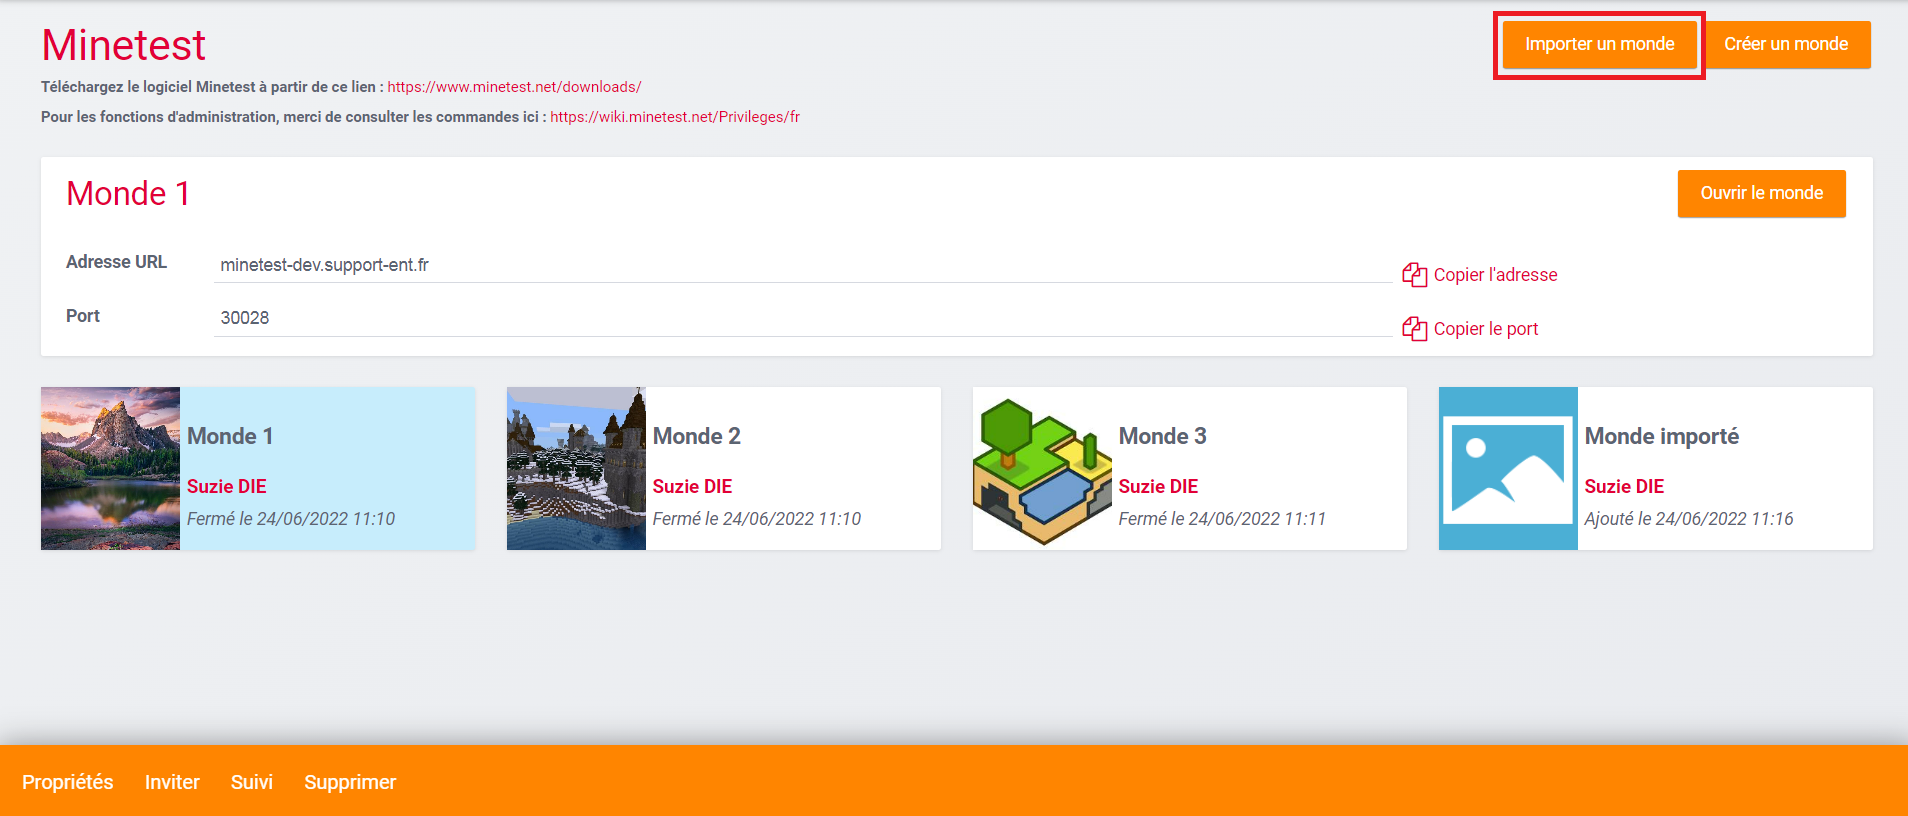 Minetest
Importer un monde
Créer un monde
Téléchargez le logiciel Minetest à partir de ce lien : https://www.minetest.net/downloads/
Pour les fonctions d'administration, merci de consulter les commandes ici : https://wiki.minetest.net/Privileges/fr
Monde 1
Ouvrir le monde
Adresse URL
minetest-dev.support-ent.fr
Copier l'adresse
Port
30028
Copier le port
Monde 1
Suzie DIE
Fermé le 24/06/2022 11:10
Monde 2
Suzie DIE
Fermé le 24/06/2022 11:10
Monde 3
Suzie DIE
Fermé le 24/06/2022 11:11
Monde importé
Suzie DIE
Ajouté le 24/06/2022 11:16
Propriétés
Inviter
Suivi
Supprimer